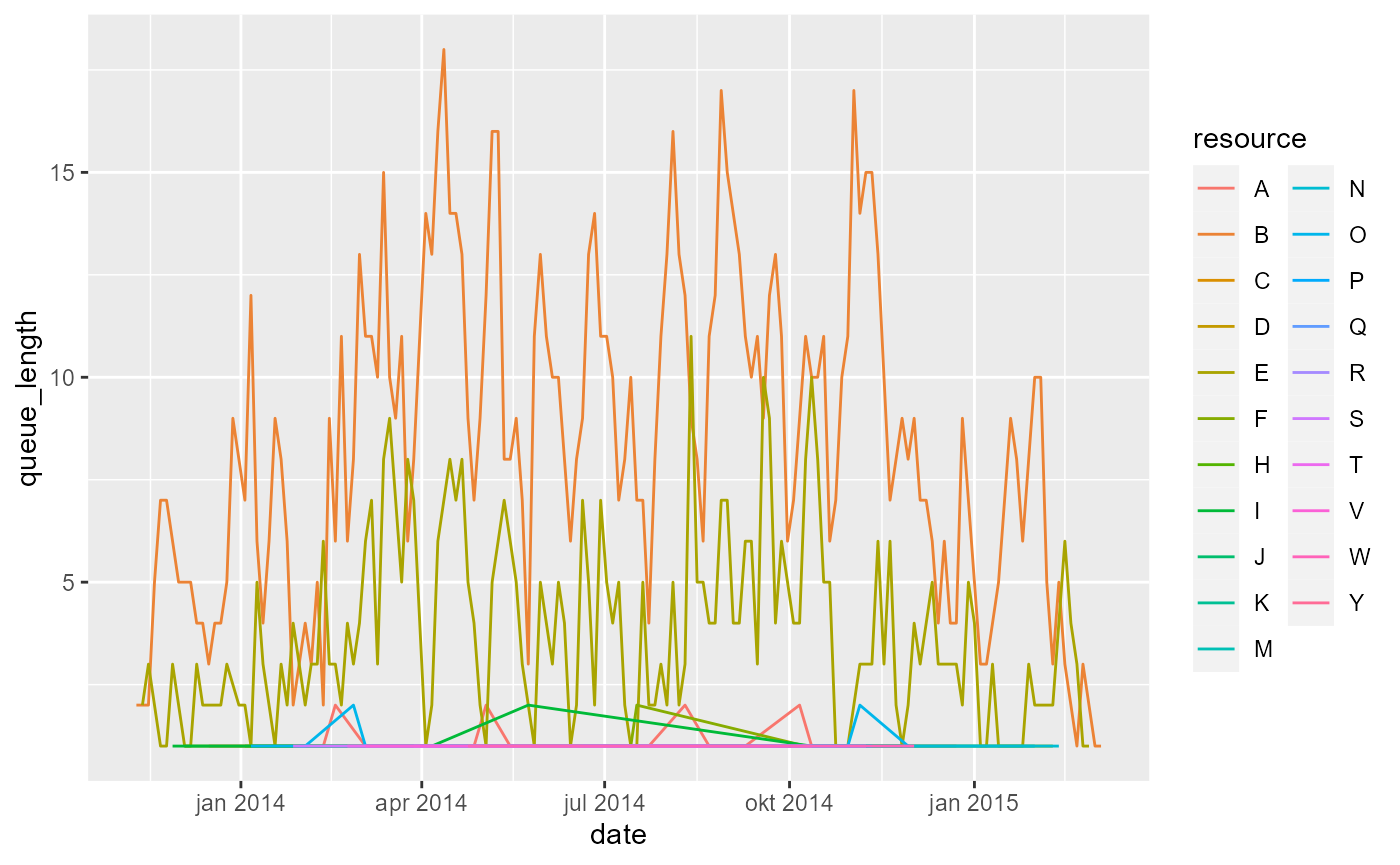 queue_length
15
10
5
jan 2014
apr 2014
jul 2014
okt 2014
jan 2015
date
resource
A
B
C
D
E
F
H
I
J
K
M
N
O
P
Q
R
S
T
V
W
Y